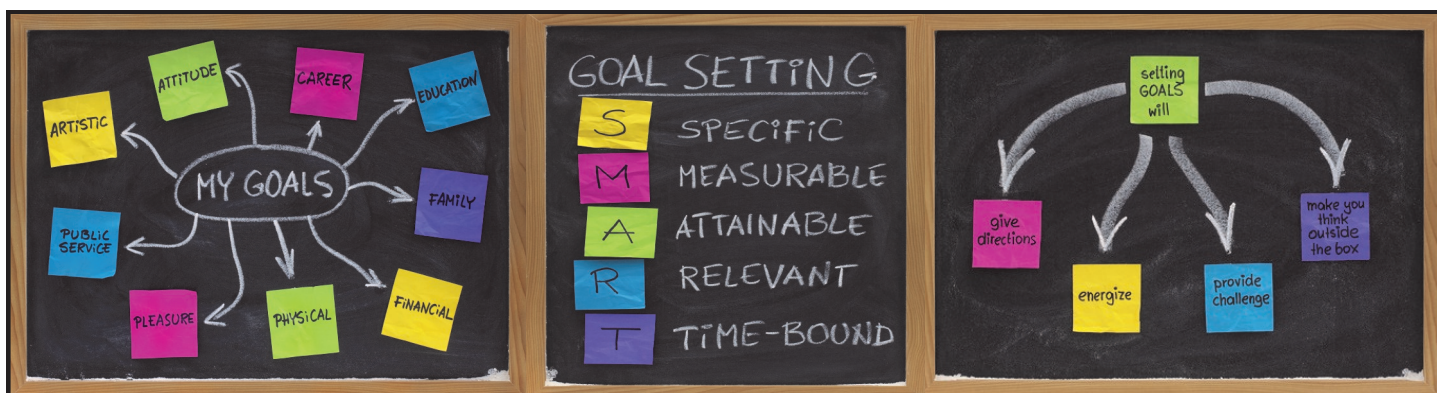 ATTITUDE
CAREER
EDUCATION
ARTISTIC
MY GOALS
FAMILY
PUBLIC
SERVICE
PLEASURE
PHYSICAL
FINANCIAL
GOAL SETTING
S SPECIFIC
M MEASURABLE
A ATTAINABLE
R RELEVANT
T TIME-BOUND
setting
GOALS
will
give
directions
energize
provide
challenge
make you
think
outside
the box